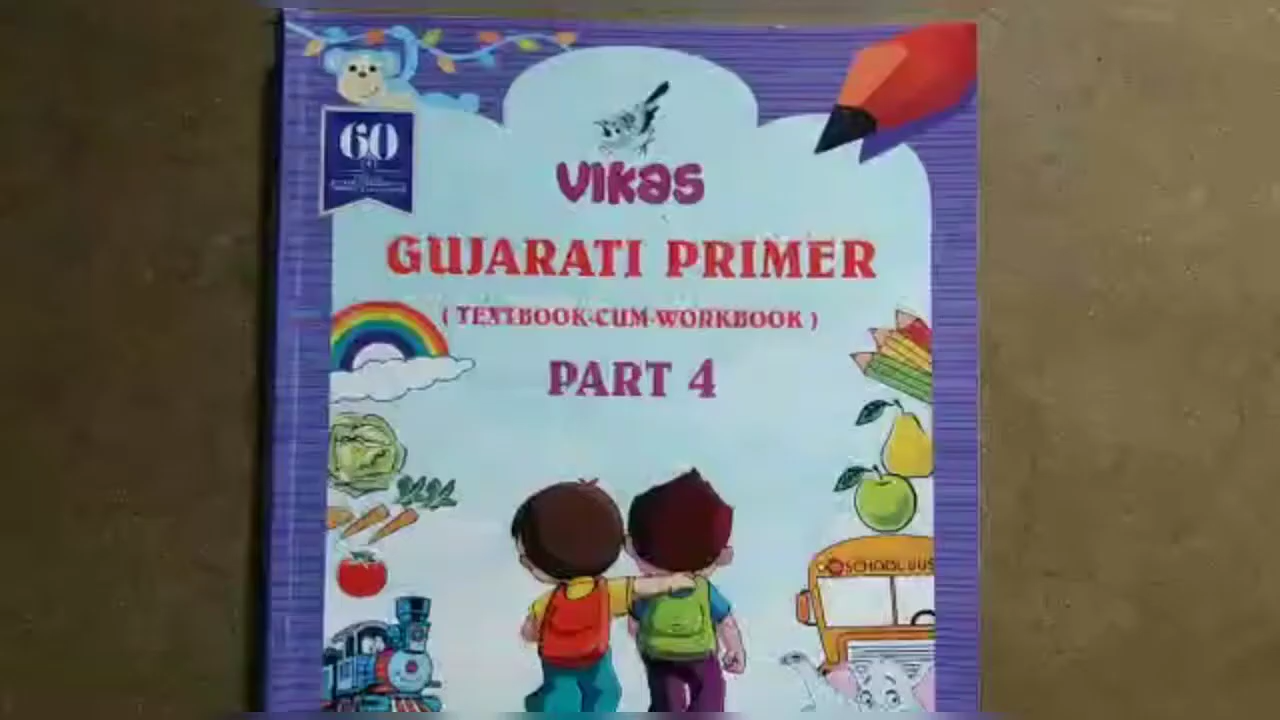 60
VIKAS
GUJARATI PRIMER
( TEXTBOOK-CUM-WORKBOOK )
PART 4
SCHOOL BUS